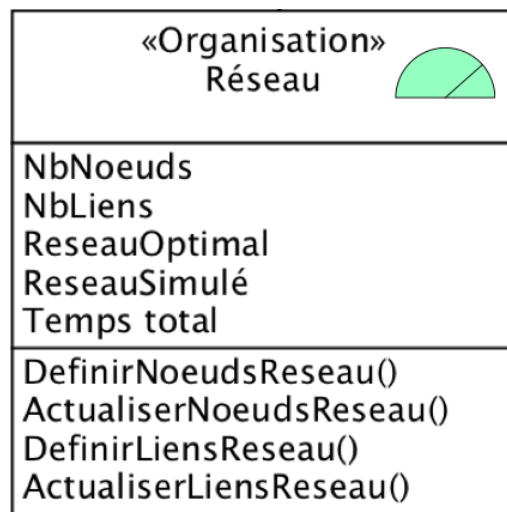 «Organisation»
Réseau
NbNoeuds
NbLiens
ReseauOptimal
ReseauSimulé
Temps total
DefinirNoeudsReseau()
ActualiserNoeudsReseau()
DefinirLiensReseau()
ActualiserLiensReseau()